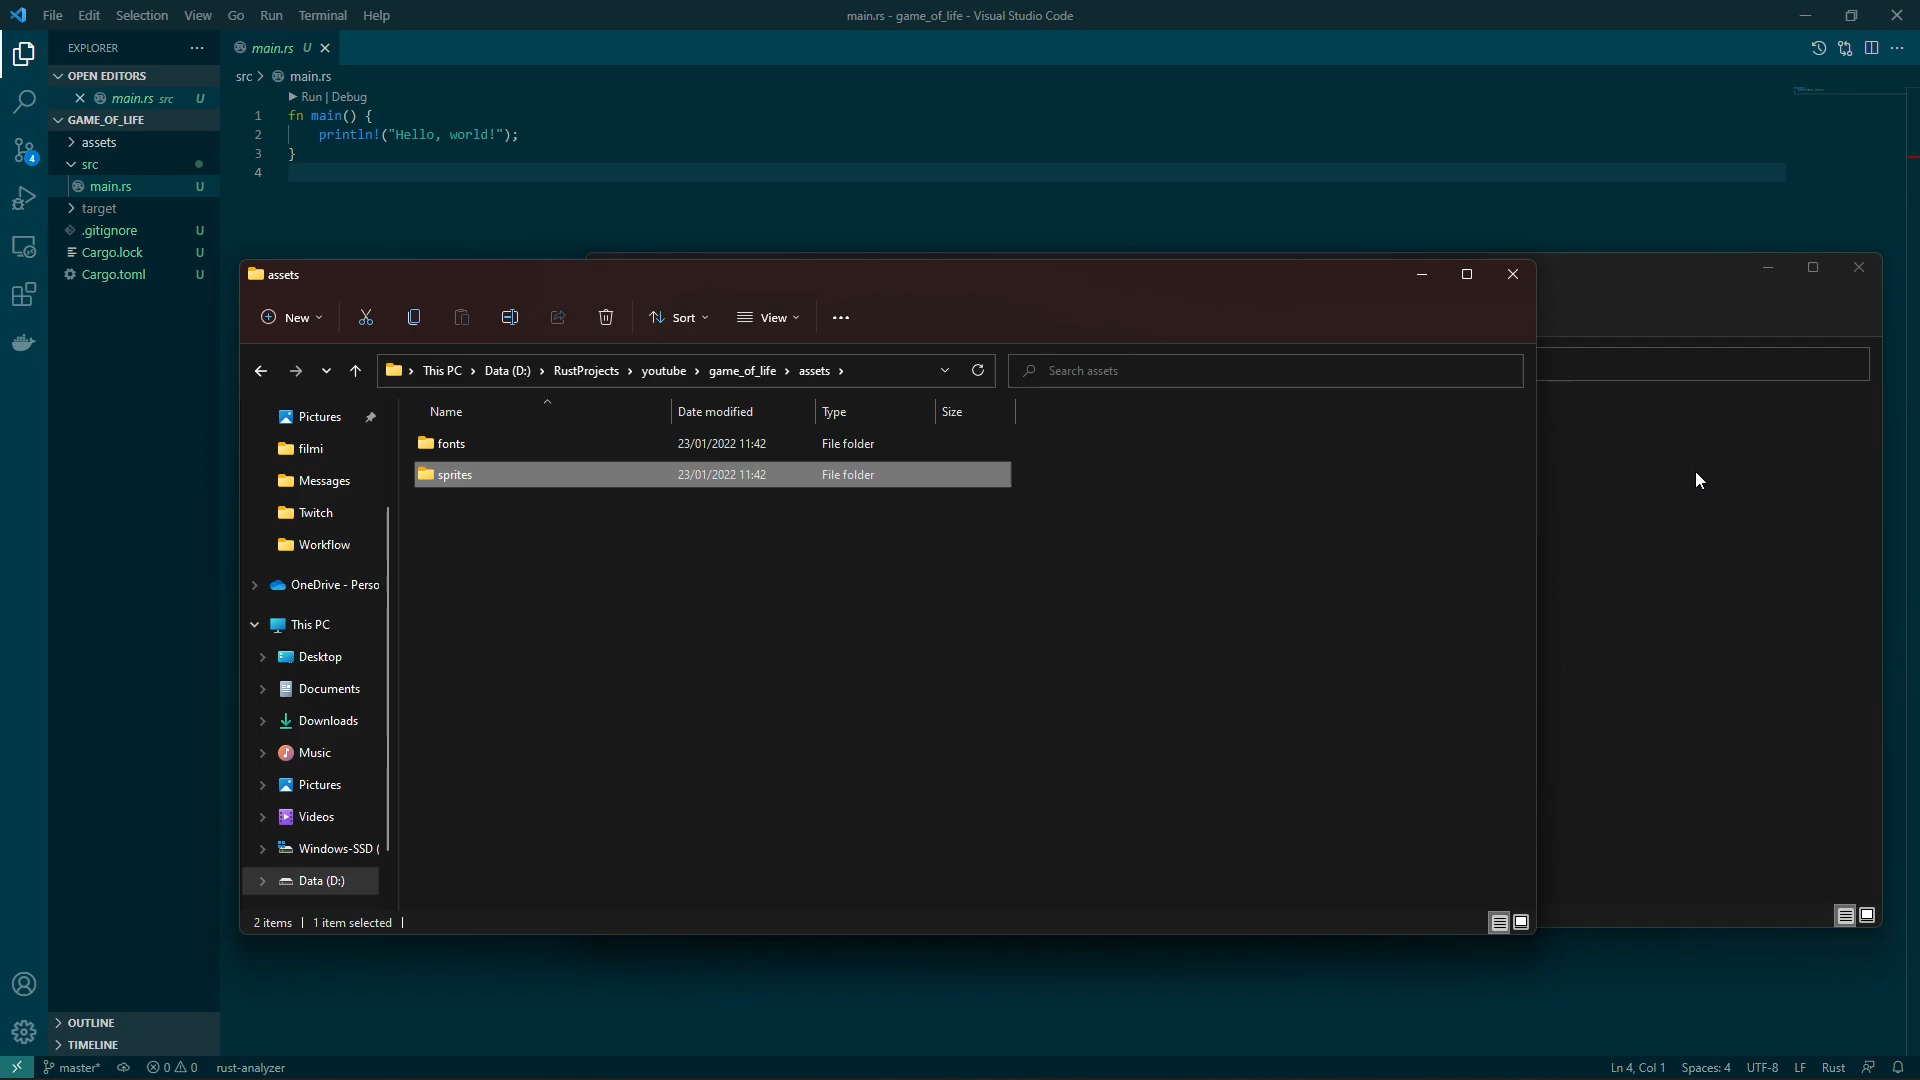 File Edit Selection View Go Run Terminal Help
main.rs - game_of_life - Visual Studio Code
EXPLORER
main.rs U
OPEN EDITORS
main.rs src U
GAME_OF_LIFE
assets
src
main.rs U
target
.gitignore U
Cargo.lock U
Cargo.toml U
src > main.rs
Run | Debug
1 fn main() {
2 println!("Hello, world!");
3 }
4
assets
New
Sort
View
This PC > Data (D:) > RustProjects > youtube > game_of_life > assets >
Search assets
Name Date modified Type Size
fonts 23/01/2022 11:42 File folder
sprites 23/01/2022 11:42 File folder
Pictures
filmi
Messages
Twitch
Workflow
OneDrive - Perso
This PC
Desktop
Documents
Downloads
Music
Pictures
Videos
Windows-SSD (
Data (D:)
2 items 1 item selected
4
OUTLINE
TIMELINE
master* 0 0 rust-analyzer
Ln 4, Col 1 Spaces: 4 UTF-8 LF Rust